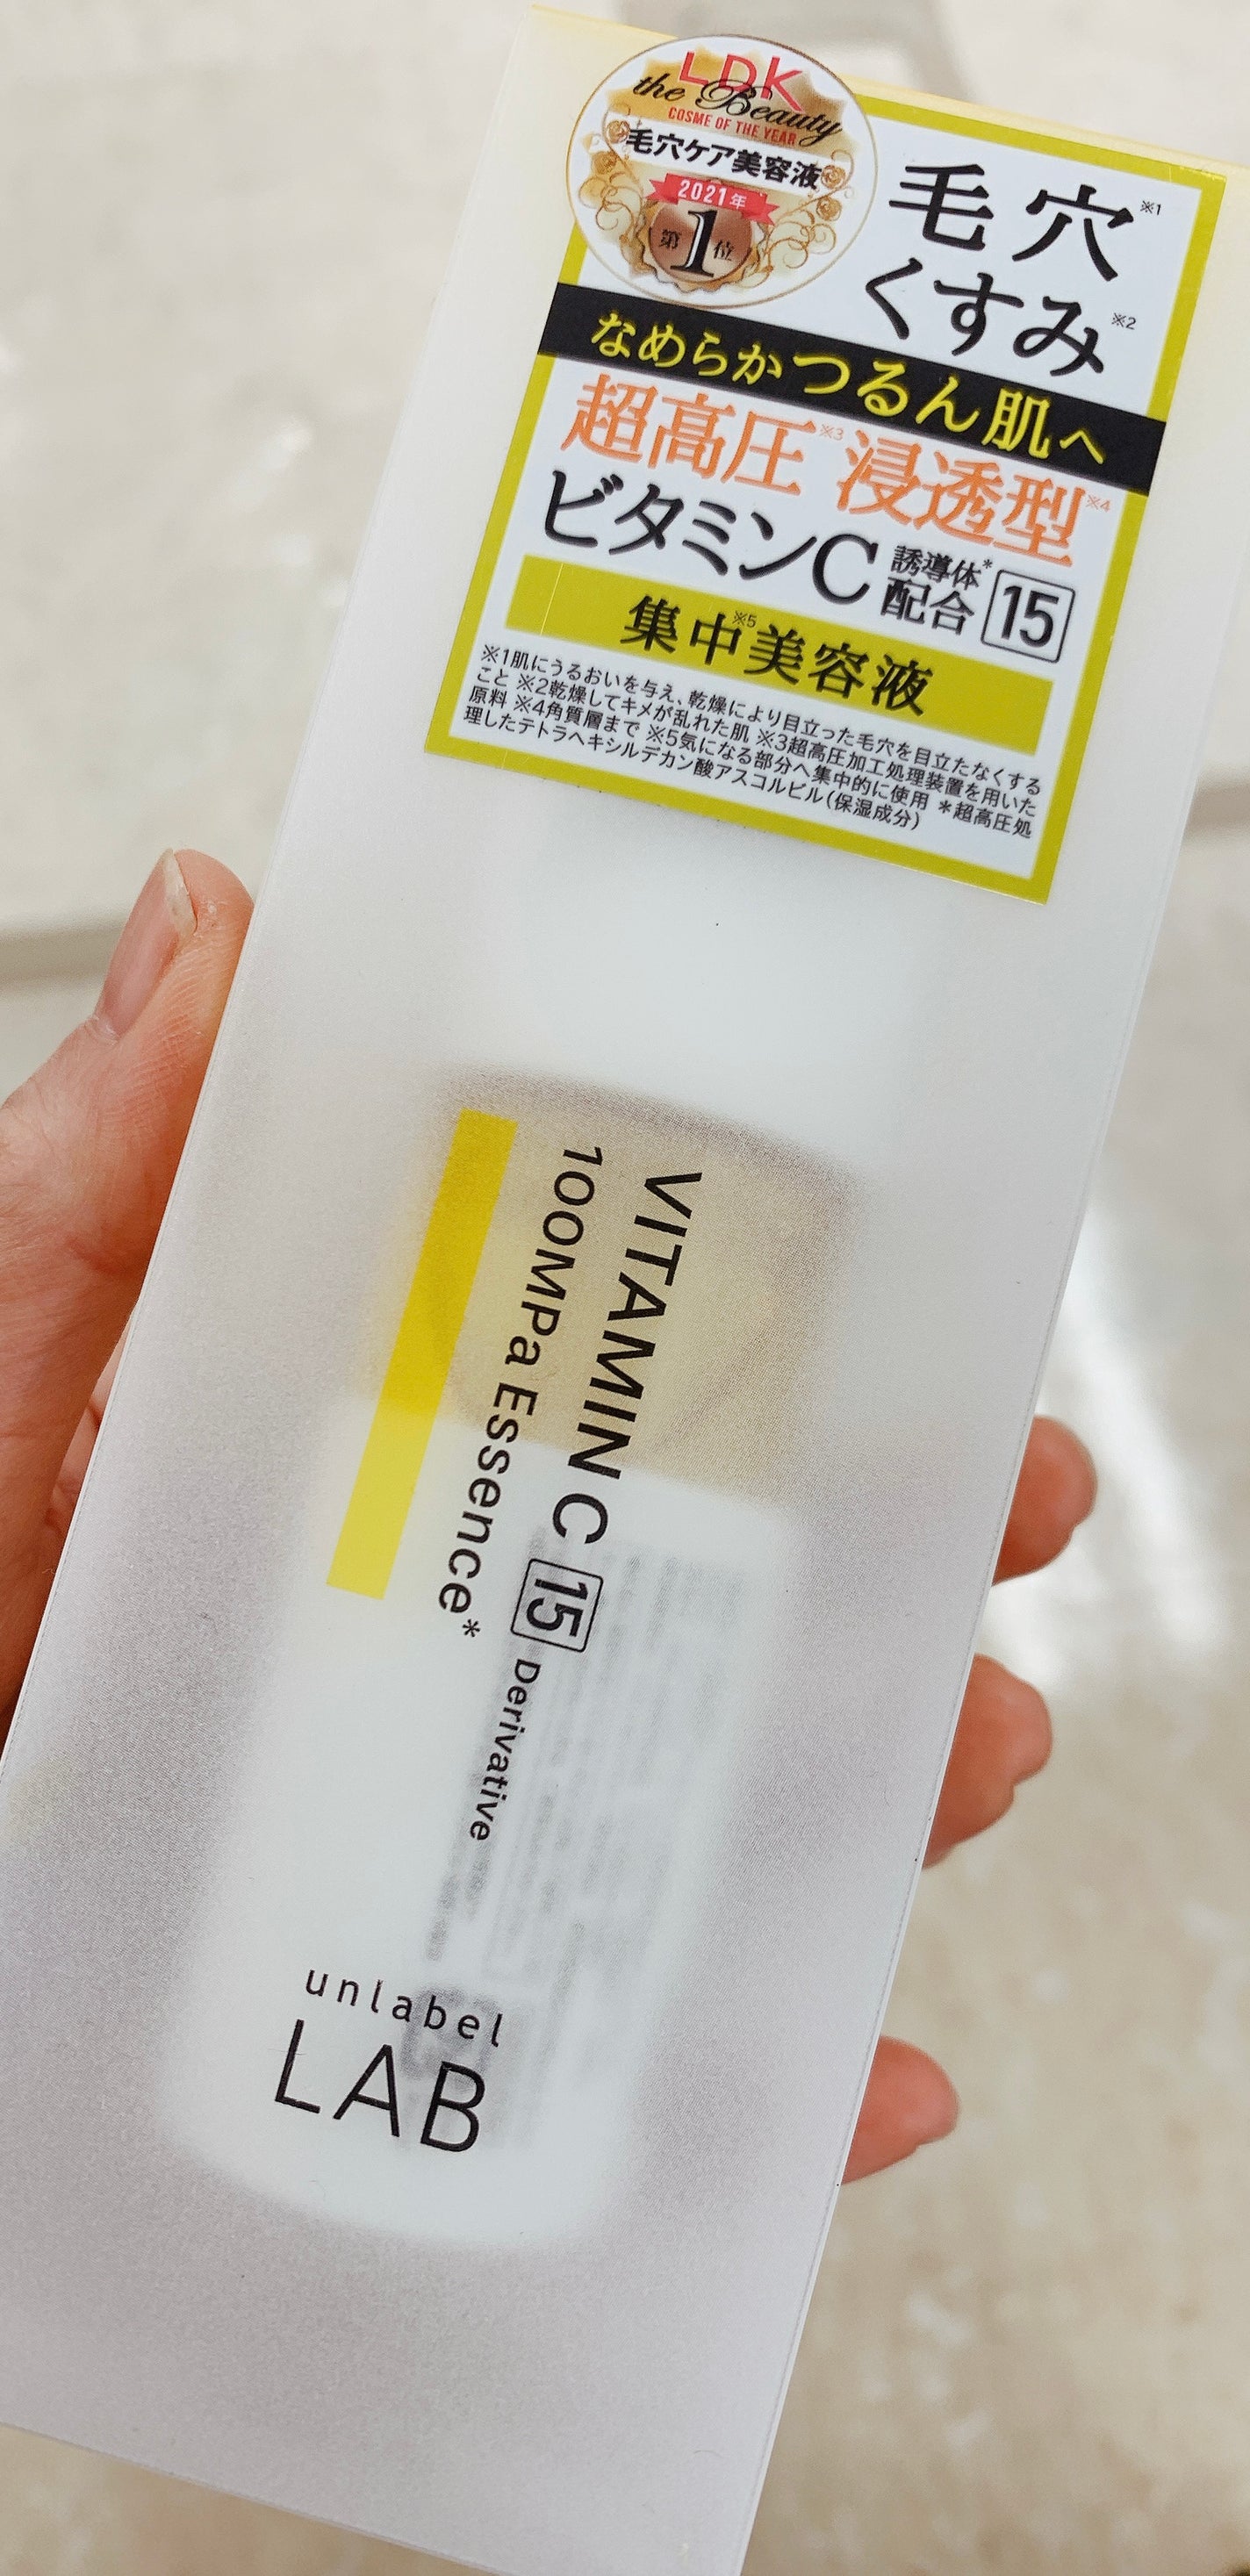 LDK
the Beauty
COSME OF THE YEAR
毛穴ケア美容液
2021年
第1位
毛穴※1
くすみ※2
なめらかつるん肌へ
超高圧※3浸透型※4
ビタミンC誘導体*配合15
集中※5美容液
※1肌にうるおいを与え、乾燥により目立った毛穴を目立たなくする
こと ※2乾燥してキメが乱れた肌 ※3超高圧加工処理装置を用いた
原料 ※4角質層まで ※5気になる部分へ集中的に使用 *超高圧処
理したテトラヘキシルデカン酸アスコルビル(保湿成分)
VITAMIN C 15 Derivative
100MPa Essence*
unlabel
LAB